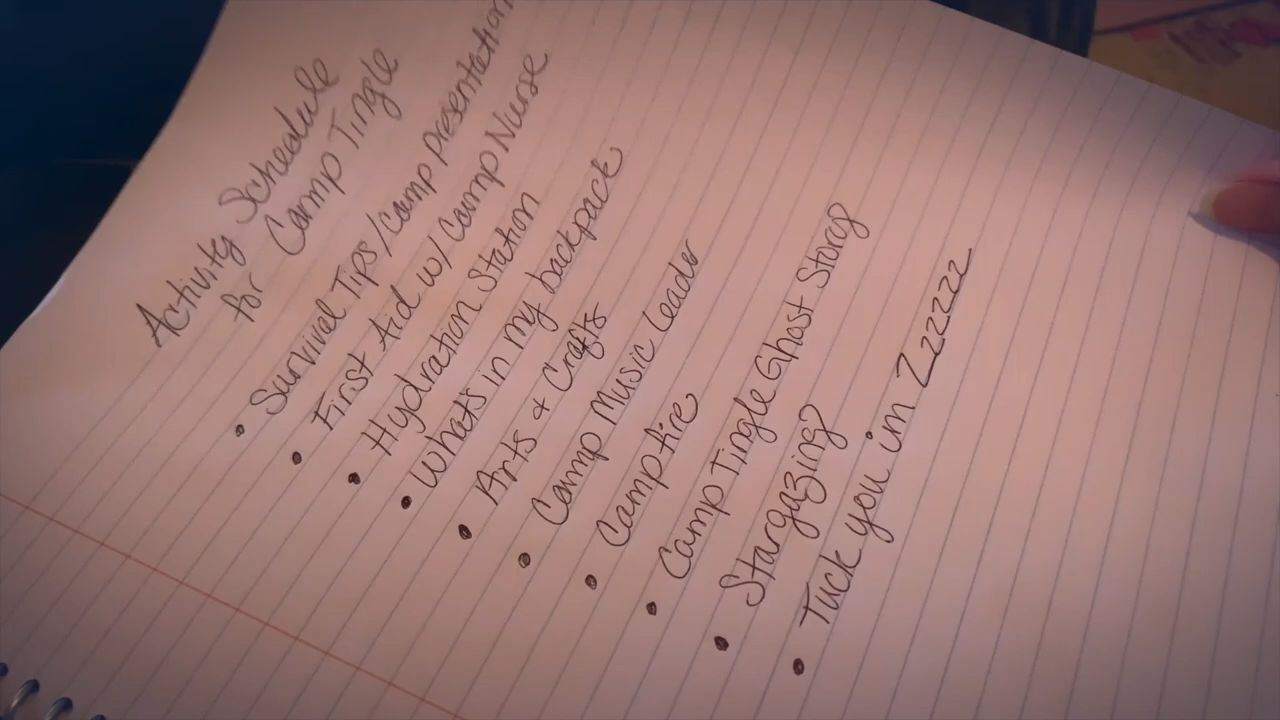 Activity Schedule
for Camp Tingle
• Survival Tips/Camp Presentation
• First Aid w/ Camp Nurse
• Hydration Station
• What's in my backpack
• Arts & Crafts
• Camp Music Leader
• Campfire
• Camp Tingle Ghost Story
• Stargazing
• Tuck you in Zzzzzz